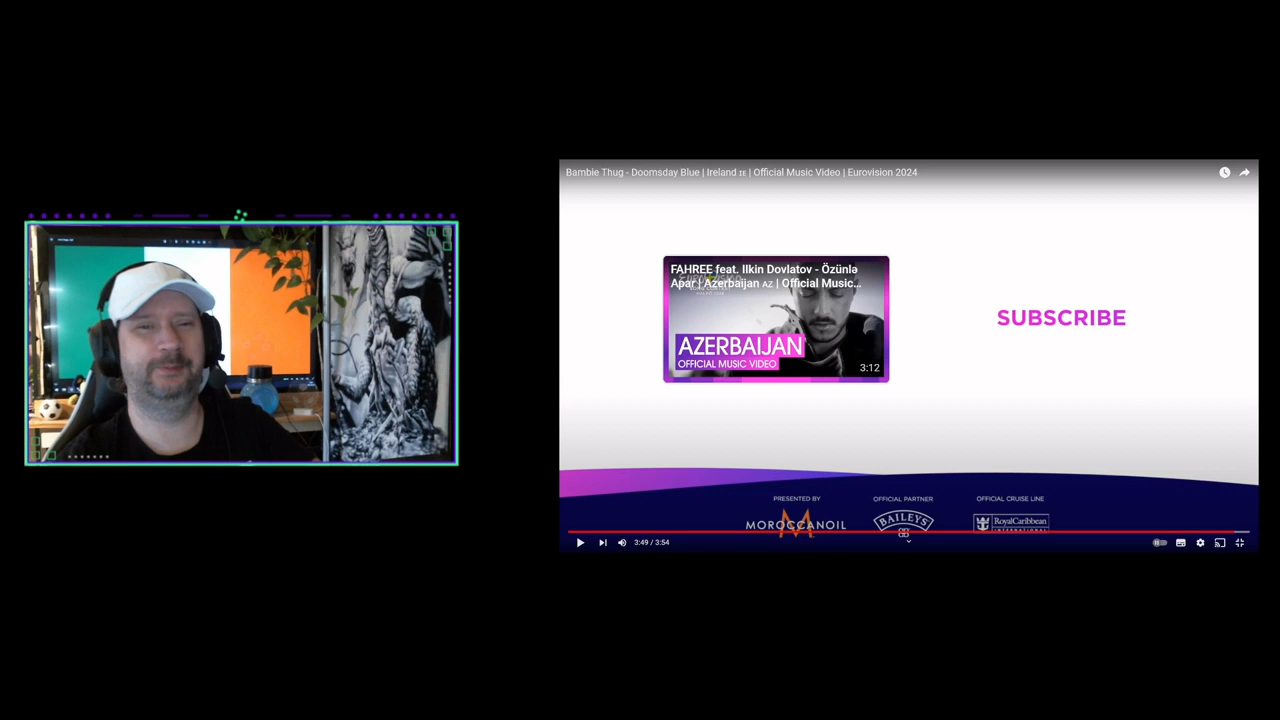 Bambie Thug - Doomsday Blue | Ireland 🇮🇪 | Official Music Video | Eurovision 2024
FAHREE feat. Ilkin Dovlatov - Özünlə
Apar | Azerbaijan 🇦🇿 | Official Music...
AZERBAIJAN
OFFICIAL MUSIC VIDEO
3:12
SUBSCRIBE
PRESENTED BY
MOROCCANOIL
OFFICIAL PARTNER
BAILEYS
OFFICIAL CRUISE LINE
RoyalCaribbean
INTERNATIONAL
3:49 / 3:54